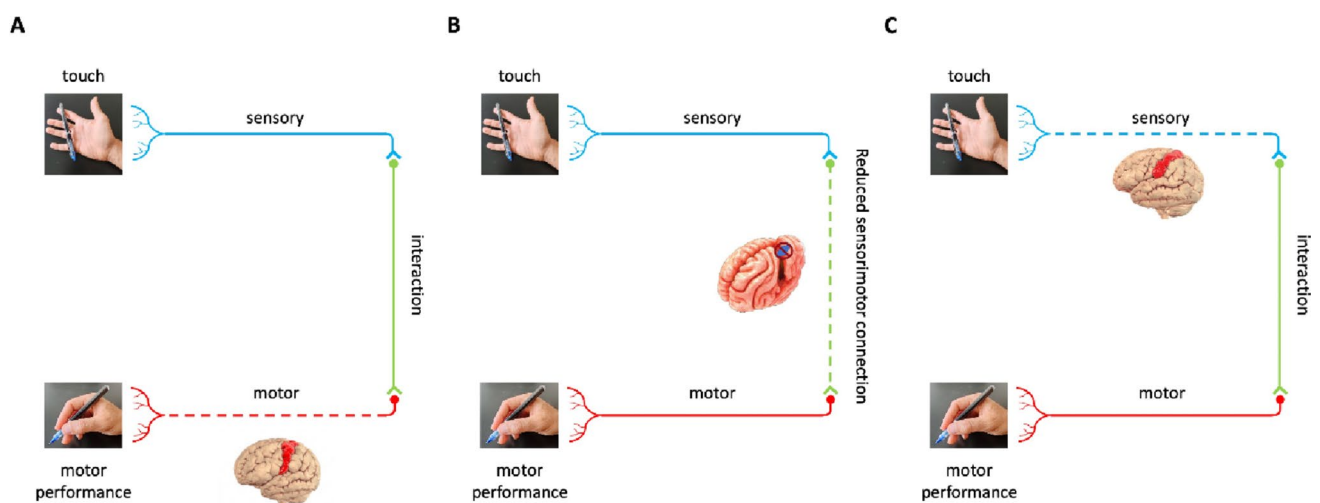 A
touch
sensory
interaction
motor
motor
performance
B
touch
sensory
Reduced sensorimotor connection
motor
motor
performance
C
touch
sensory
interaction
motor
motor
performance